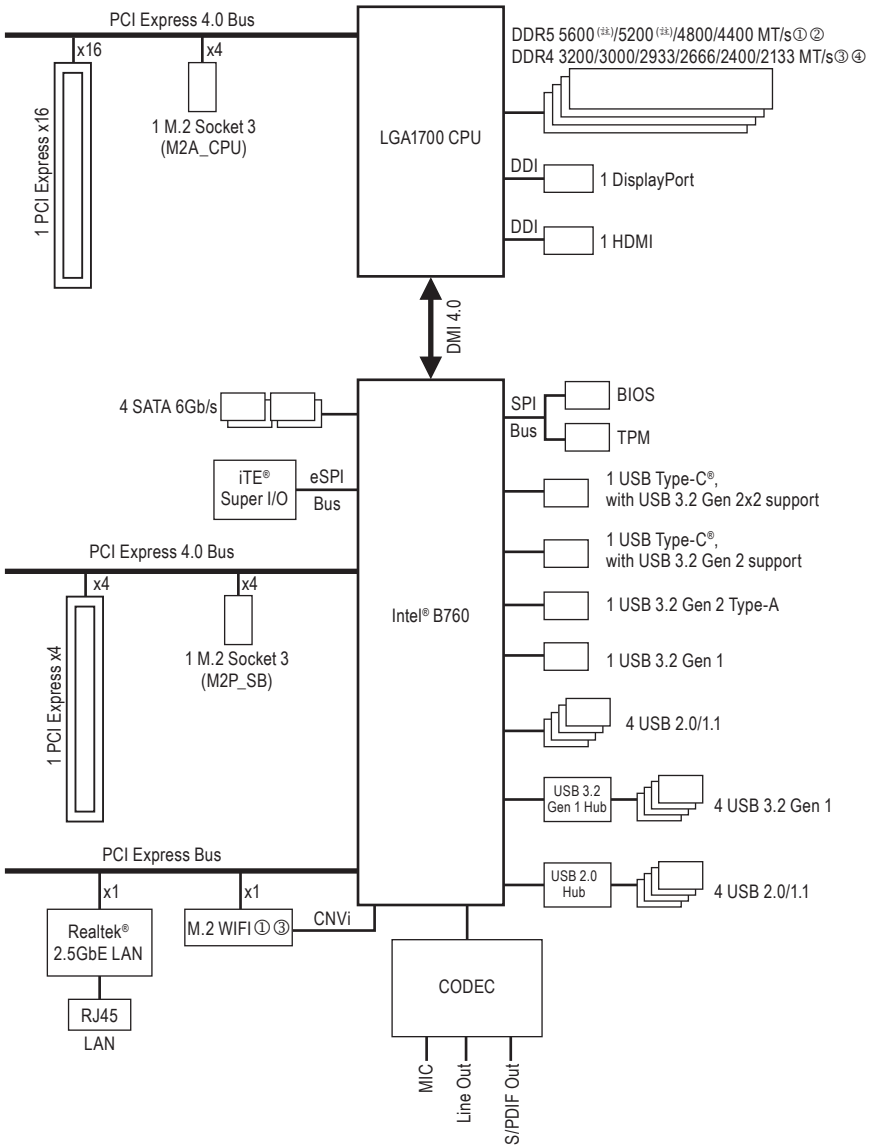 PCI Express 4.0 Bus
x16
x4
1 PCI Express x16
1 M.2 Socket 3
(M2A_CPU)
LGA1700 CPU
DDR5 5600 (註)/5200 (註)/4800/4400 MT/s①②
DDR4 3200/3000/2933/2666/2400/2133 MT/s③④
DDI
1 DisplayPort
DDI
1 HDMI
DMI 4.0
4 SATA 6Gb/s
iTE®
Super I/O
eSPI
Bus
SPI
Bus
BIOS
TPM
1 USB Type-C®,
with USB 3.2 Gen 2x2 support
1 USB Type-C®,
with USB 3.2 Gen 2 support
PCI Express 4.0 Bus
x4
x4
1 PCI Express x4
1 M.2 Socket 3
(M2P_SB)
Intel® B760
1 USB 3.2 Gen 2 Type-A
1 USB 3.2 Gen 1
4 USB 2.0/1.1
USB 3.2
Gen 1 Hub
4 USB 3.2 Gen 1
USB 2.0
Hub
4 USB 2.0/1.1
PCI Express Bus
x1
x1
Realtek®
2.5GbE LAN
M.2 WIFI①③
CNVi
RJ45
LAN
CODEC
MIC
Line Out
S/PDIF Out